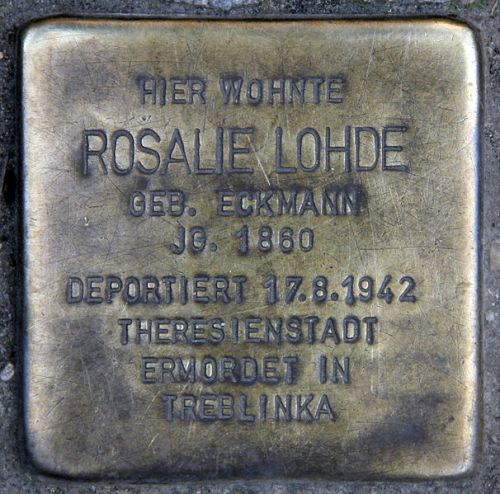 HIER WOHNTE
ROSALIE LOHDE
GEB. ECKMANN
JG. 1860
DEPORTIERT 17.8.1942
THERESIENSTADT
ERMORDET IN
TREBLINKA